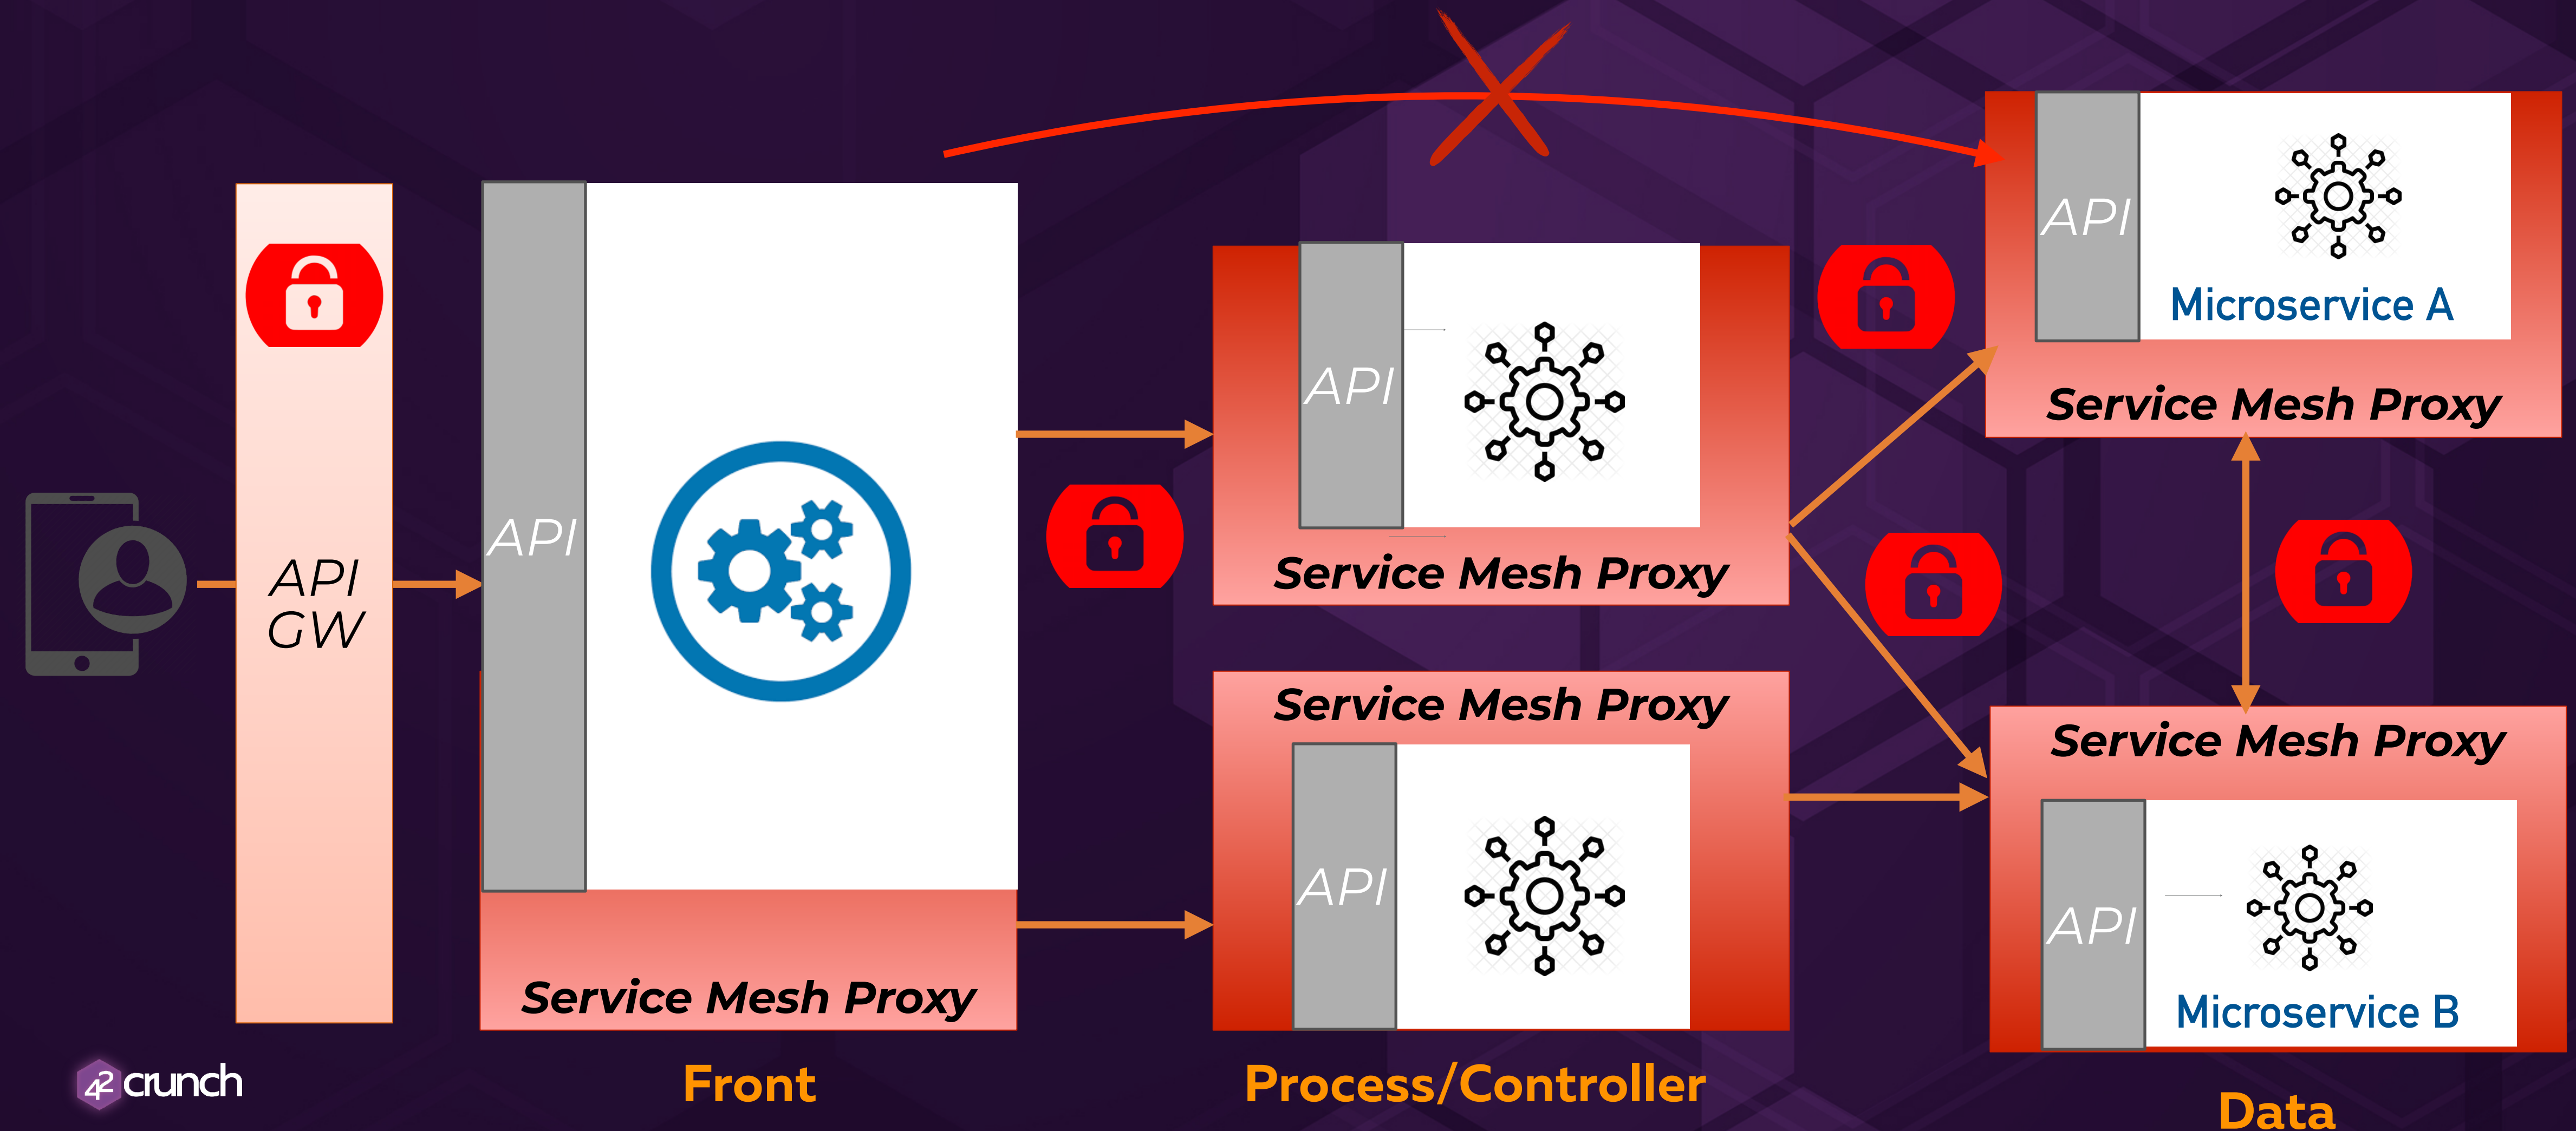 API
GW
API
Service Mesh Proxy
Front
API
Service Mesh Proxy
Service Mesh Proxy
API
Process/Controller
API
Microservice A
Service Mesh Proxy
Service Mesh Proxy
API
Microservice B
Data
42crunch